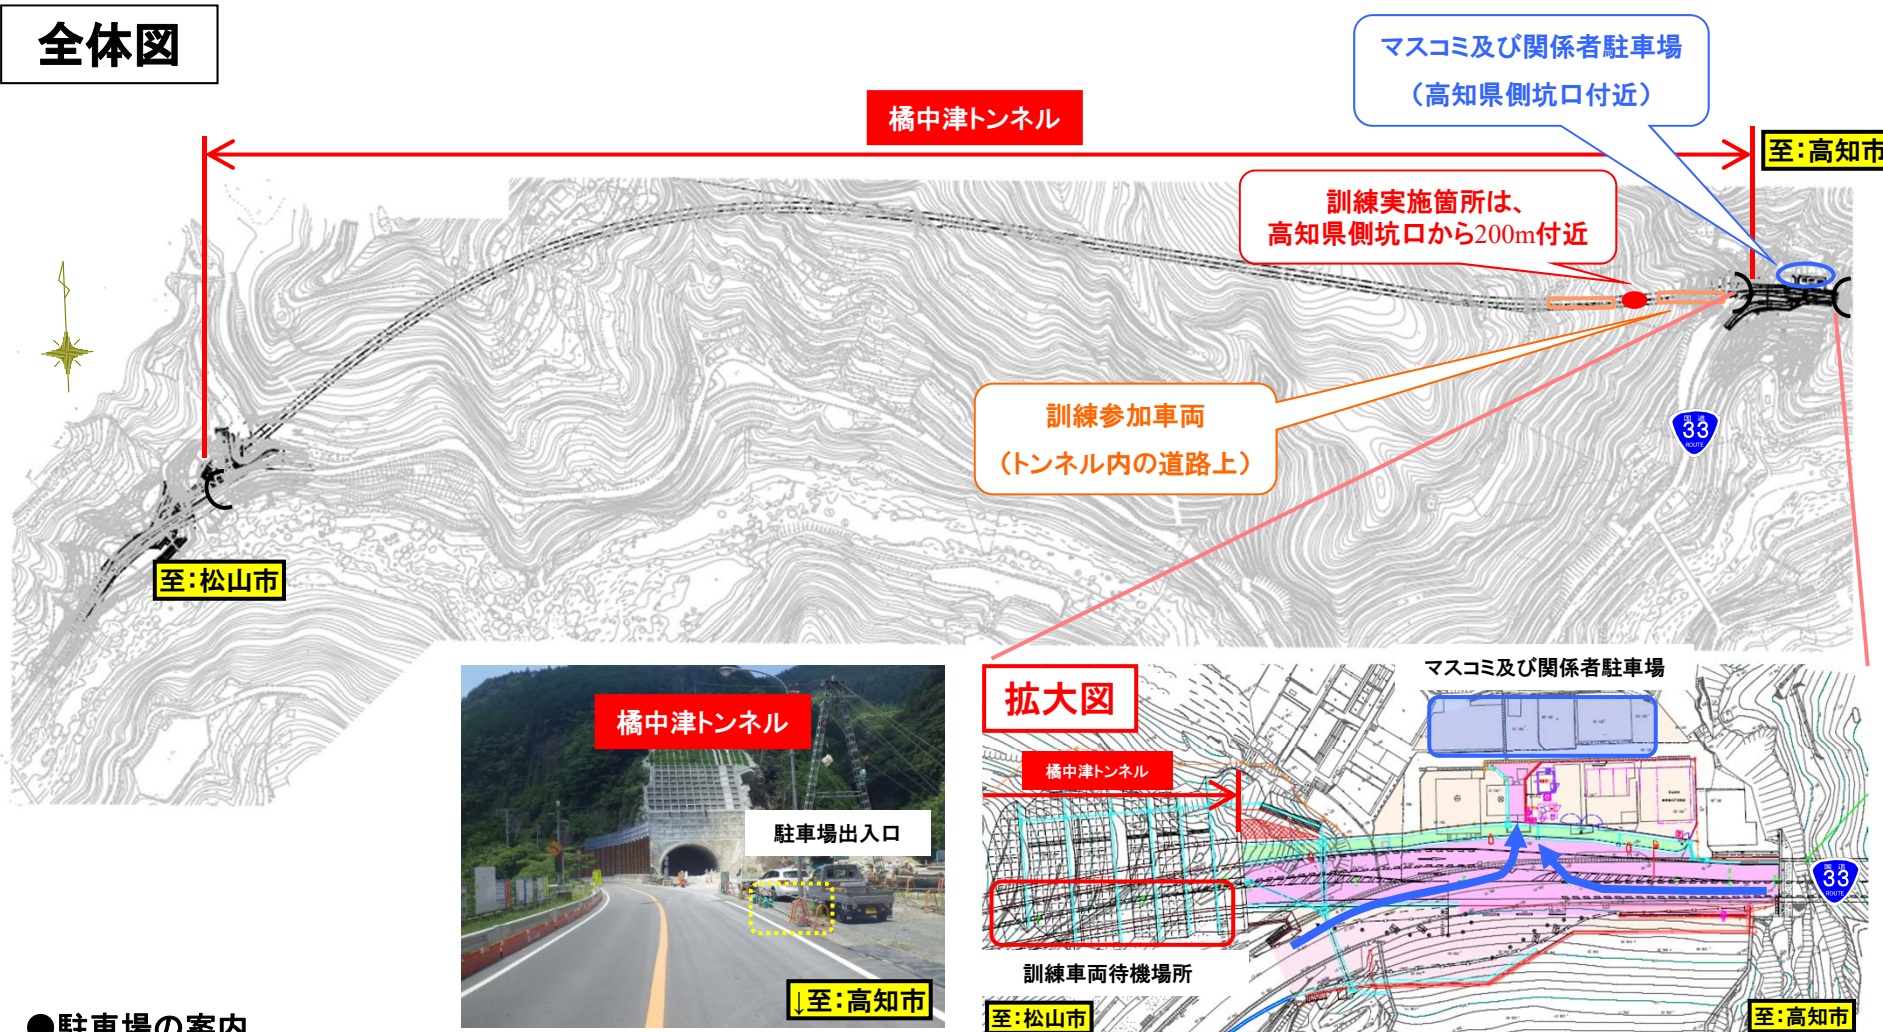 全体図
マスコミ及び関係者駐車場
（高知県側坑口付近）
橘中津トンネル
至：高知市
訓練実施箇所は、
高知県側坑口から200m付近
訓練参加車両
（トンネル内の道路上）
国道
33
ROUTE
至：松山市
橘中津トンネル
駐車場出入口
↓至：高知市
拡大図
マスコミ及び関係者駐車場
橘中津トンネル
国道
33
ROUTE
訓練車両待機場所
至：松山市
至：高知市
●駐車場の案内